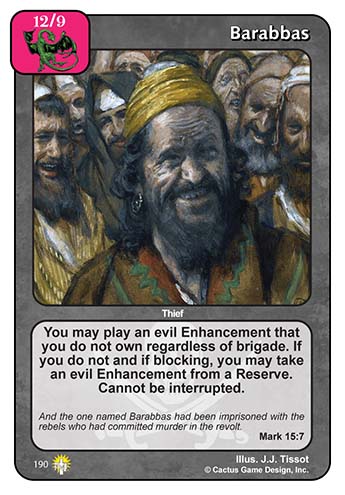 12/9
Barabbas
Thief
You may play an evil Enhancement that
you do not own regardless of brigade. If
you do not and if blocking, you may take
an evil Enhancement from a Reserve.
Cannot be interrupted.
And the one named Barabbas had been imprisoned with the
rebels who had committed murder in the revolt.
Mark 15:7
Illus. J.J. Tissot
190
© Cactus Game Design, Inc.